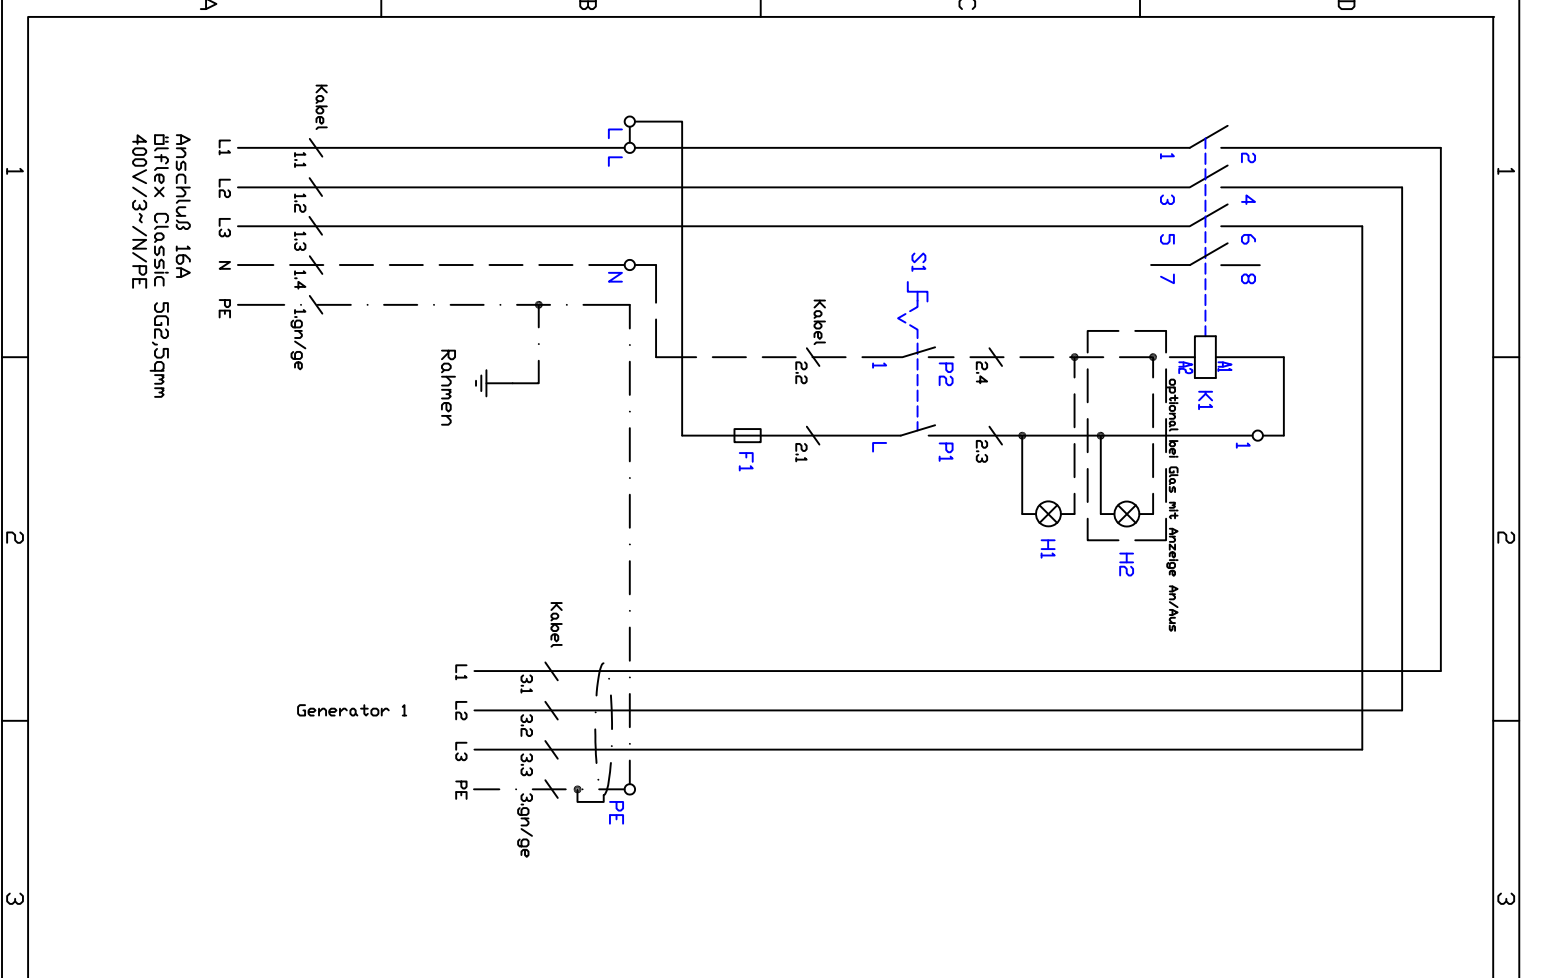 A
B
C
D
1
1
Kabel
L1
1.1
L
L
1
2
L2
1.2
3
4
L3
1.3
5
6
N
1.4
N
7
8
PE
1.gn/ge
Anschluß 16A
ölflex Classic 5G2,5qmm
400V/3~/N/PE
Rahmen
S1
Kabel
2.2
1
P2
2.4
A2
A1
K1
F1
2.1
L
P1
2.3
1
optional bei Glas mit Anzeige An/Aus
H1
H2
2
2
Kabel
L1
3.1
Generator 1
L2
3.2
L3
3.3
PE
3.gn/ge
PE
3
3